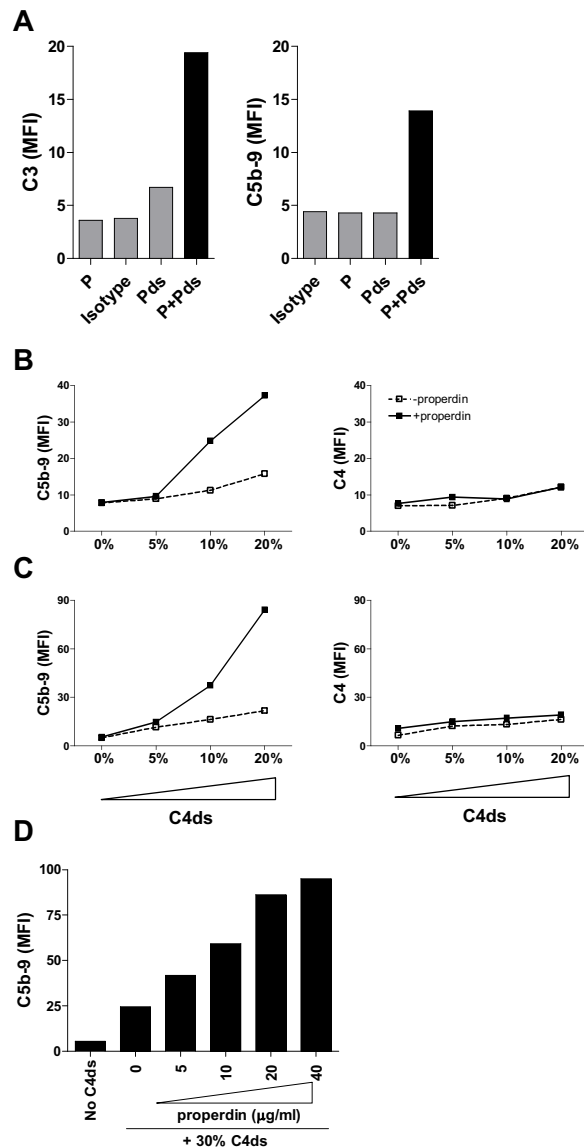 A
C3 (MFI)
20
15
10
5
0
P
Isotype
Pds
P+Pds
C5b-9 (MFI)
20
15
10
5
0
Isotype
P
Pds
P+Pds
B
C5b-9 (MFI)
40
30
20
10
0
0% 5% 10% 20%
C4 (MFI)
40
30
20
10
0
0% 5% 10% 20%
-properdin
+properdin
C
C5b-9 (MFI)
90
60
30
0
0% 5% 10% 20%
C4ds
C4 (MFI)
90
60
30
0
0% 5% 10% 20%
C4ds
D
C5b-9 (MFI)
100
75
50
25
0
No C4ds
0
5
10
20
40
properdin (μg/ml)
+ 30% C4ds